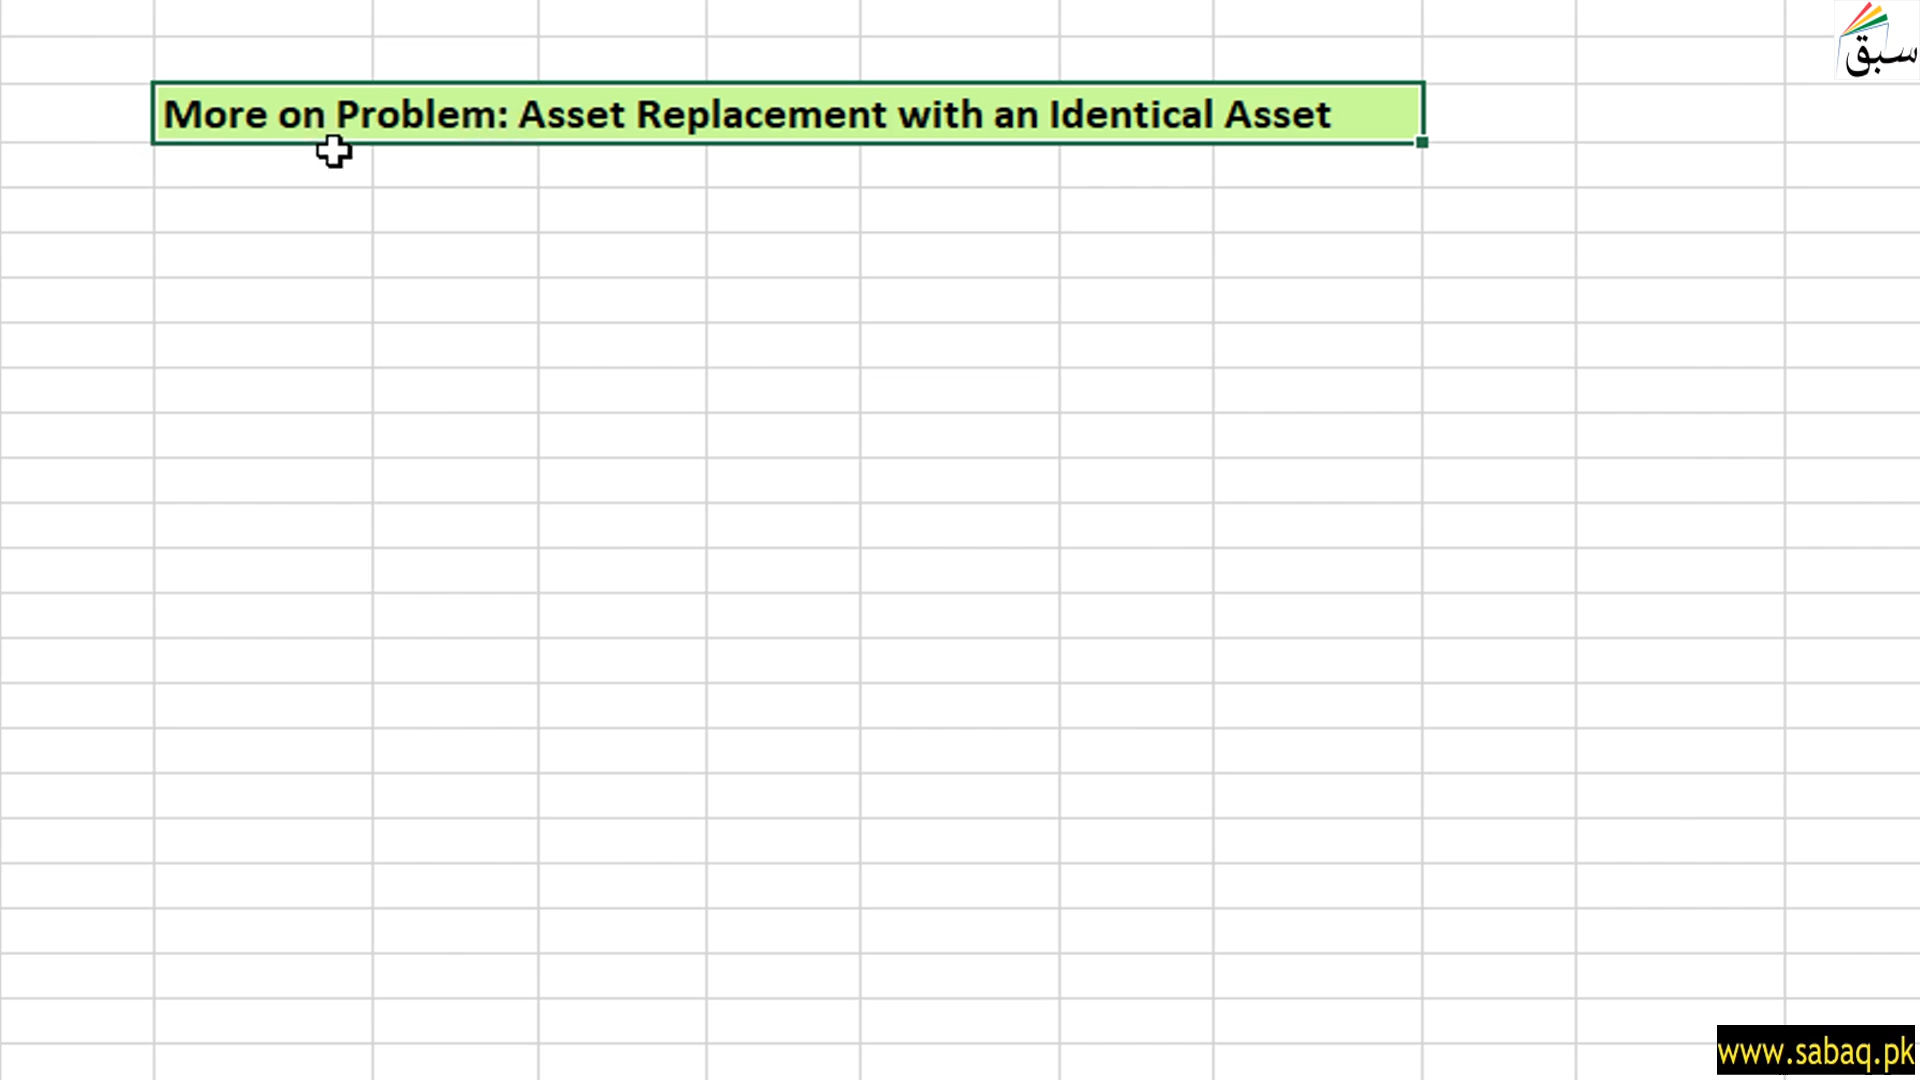 سبق
More on Problem: Asset Replacement with an Identical Asset
www.sabaq.pk